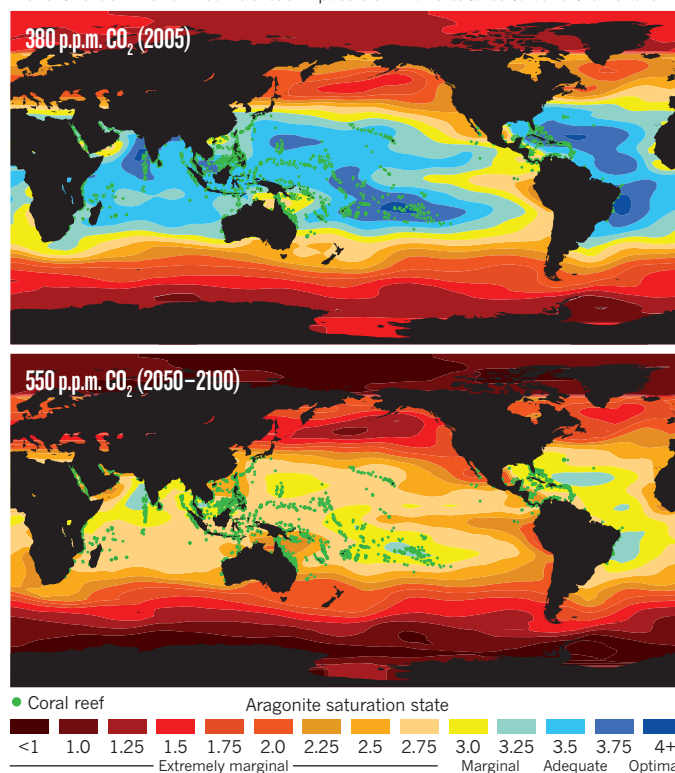 380 p.p.m. CO₂ (2005)
550 p.p.m. CO₂ (2050–2100)
Coral reef
Aragonite saturation state
<1 1.0 1.25 1.5 1.75 2.0 2.25 2.5 2.75 3.0 3.25 3.5 3.75 4+
Extremely marginal Marginal Adequate Optima